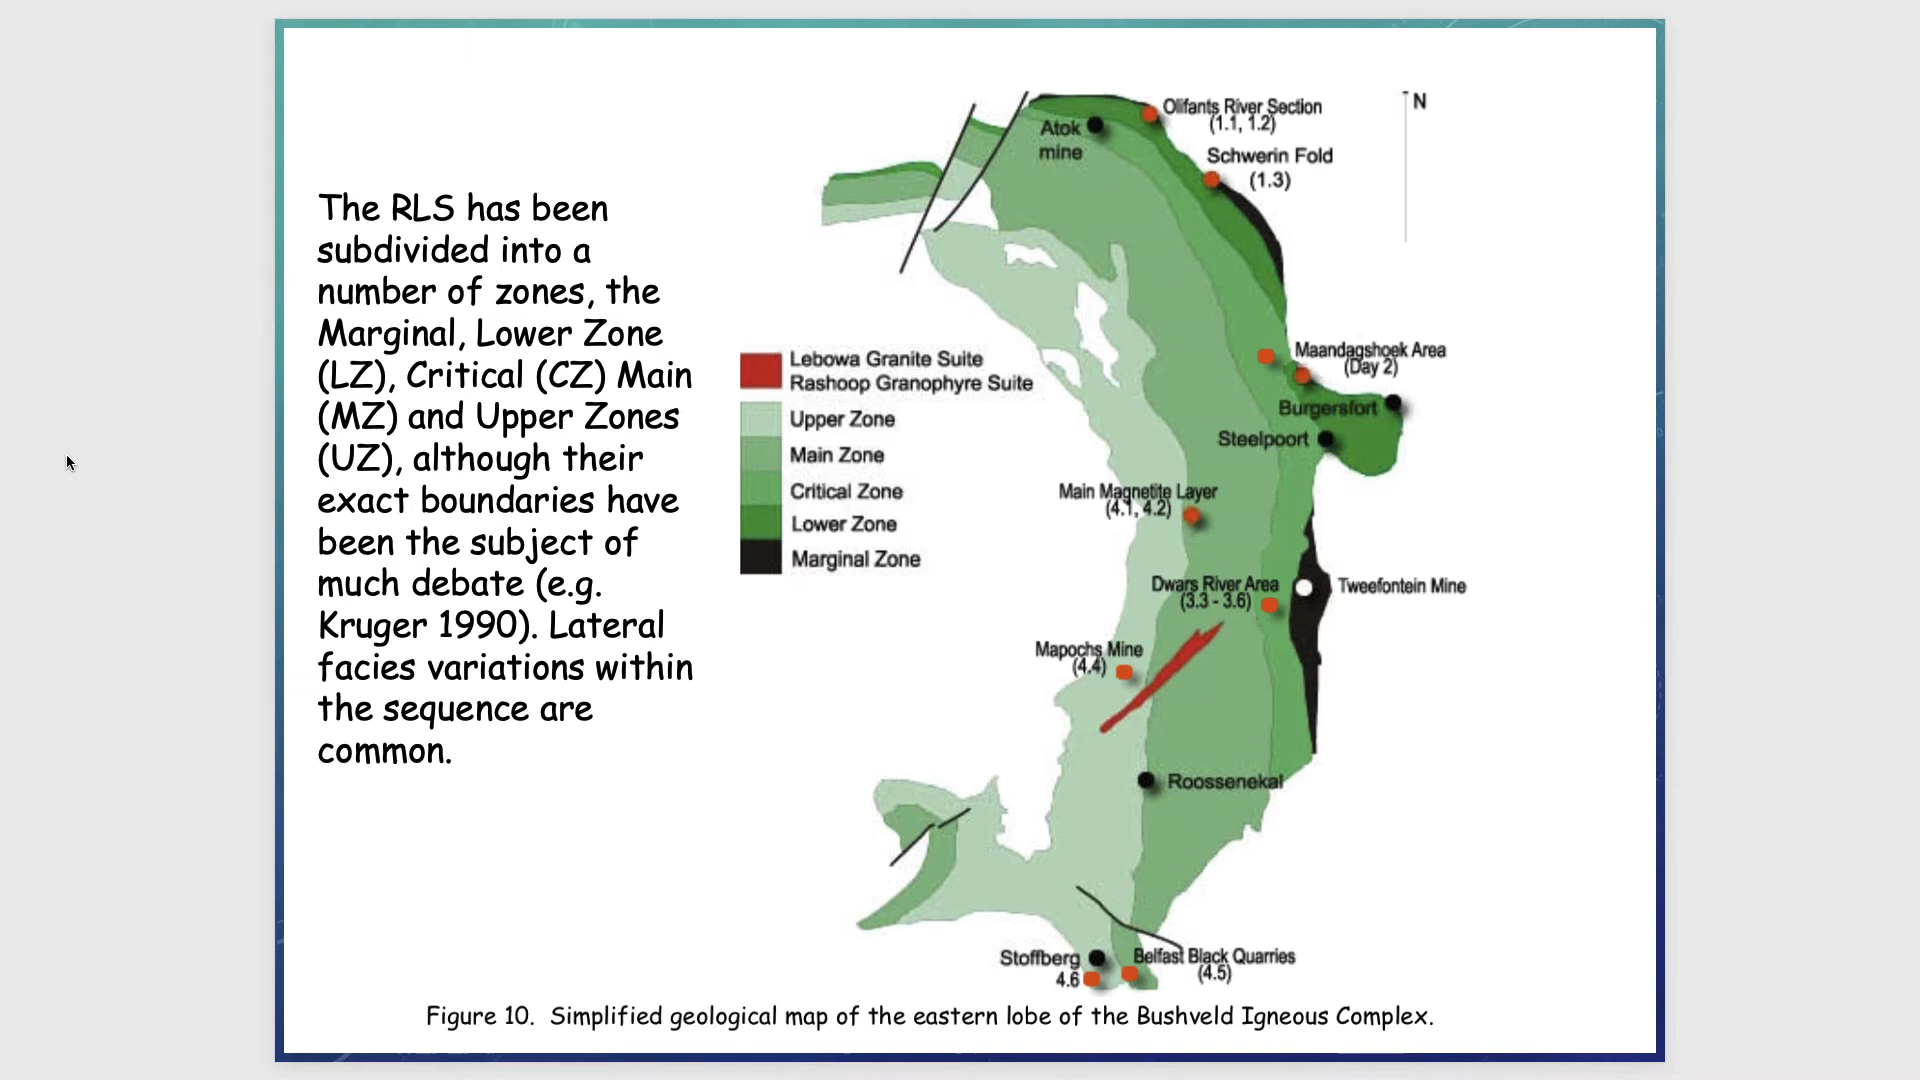 The RLS has been
subdivided into a
number of zones, the
Marginal, Lower Zone
(LZ), Critical (CZ) Main
(MZ) and Upper Zones
(UZ), although their
exact boundaries have
been the subject of
much debate (e.g.
Kruger 1990). Lateral
facies variations within
the sequence are
common.
N
Olifants River Section
(1.1, 1.2)
Atok
mine
Schwerin Fold
(1.3)
Lebowa Granite Suite
Rashoop Granophyre Suite
Upper Zone
Main Zone
Critical Zone
Lower Zone
Marginal Zone
Maandagshoek Area
(Day 2)
Burgersfort
Steelpoort
Main Magnetite Layer
(4.1, 4.2)
Dwars River Area
(3.3 - 3.6)
Tweefontein Mine
Mapochs Mine
(4.4)
Roossenekal
Stoffberg
4.6
Belfast Black Quarries
(4.5)
Figure 10. Simplified geological map of the eastern lobe of the Bushveld Igneous Complex.